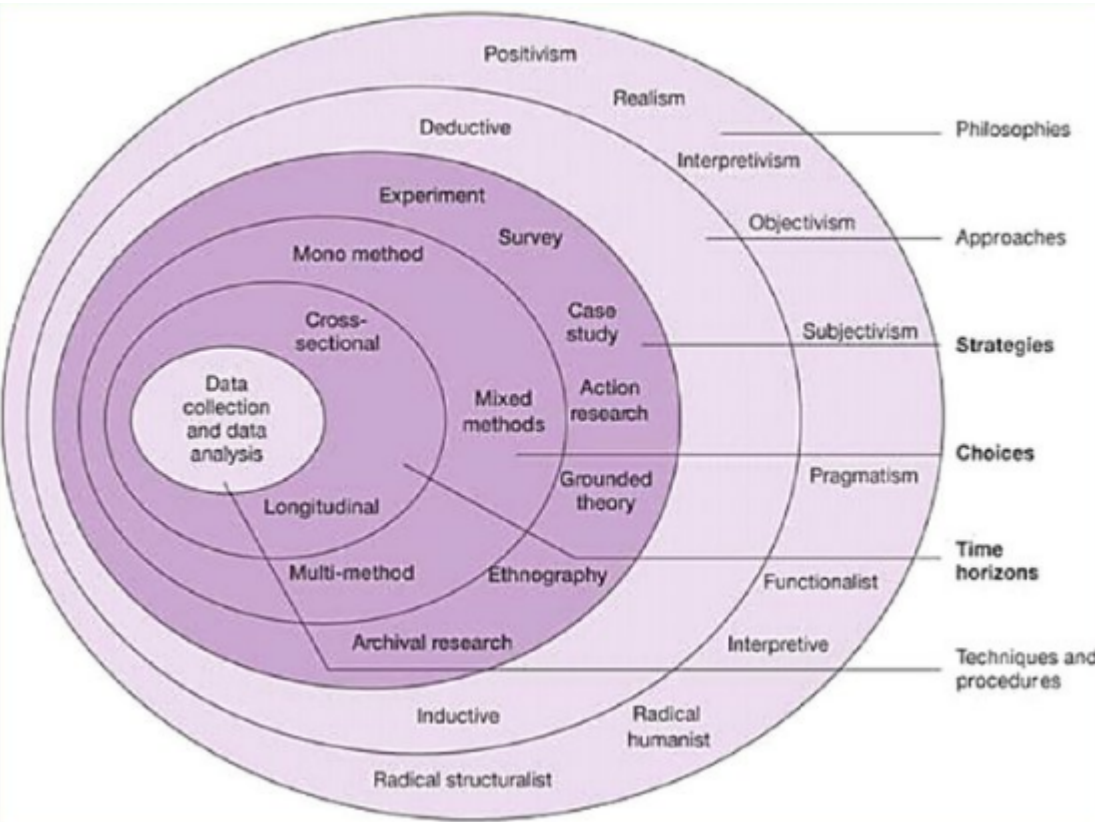 Positivism
Realism
Philosophies
Deductive
Interpretivism
Experiment
Objectivism
Survey
Approaches
Mono method
Case
study
Cross-
sectional
Subjectivism
Strategies
Data
collection
and data
analysis
Mixed
methods
Action
research
Choices
Grounded
theory
Pragmatism
Longitudinal
Time
horizons
Multi-method
Ethnography
Functionalist
Archival research
Interpretive
Techniques and
procedures
Inductive
Radical
humanist
Radical structuralist